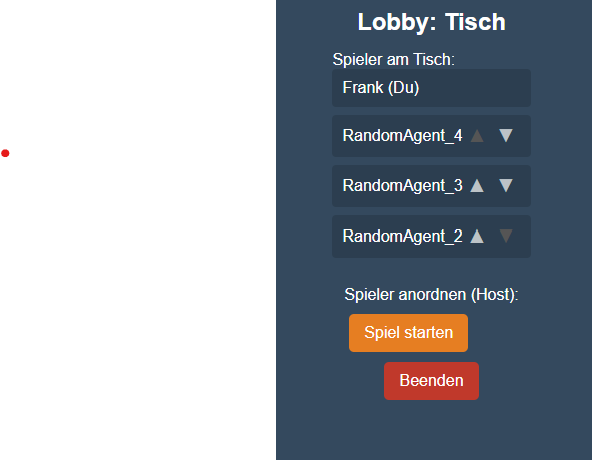 Lobby: Tisch
Spieler am Tisch:
Frank (Du)
RandomAgent_4 ▲ ▼
RandomAgent_3 ▲ ▼
RandomAgent_2 ▲ ▼
Spieler anordnen (Host):
Spiel starten
Beenden